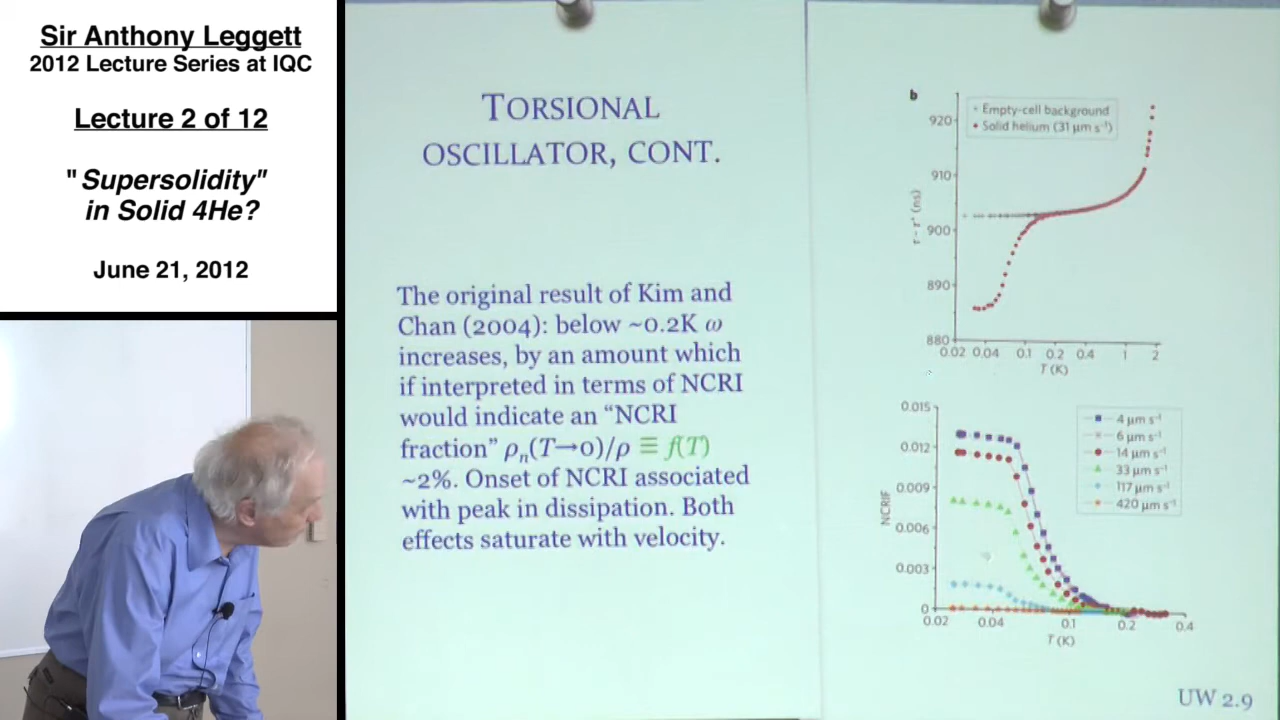 Sir Anthony Leggett
2012 Lecture Series at IQC
Lecture 2 of 12
"Supersolidity"
in Solid 4He?
June 21, 2012
TORSIONAL
OSCILLATOR, CONT.
The original result of Kim and
Chan (2004): below ~0.2K ω
increases, by an amount which
if interpreted in terms of NCRI
would indicate an “NCRI
fraction” ρn(T→0)/ρ ≡ f(T)
~2%. Onset of NCRI associated
with peak in dissipation. Both
effects saturate with velocity.
b
Empty-cell background
Solid helium (31 μm s⁻¹)
920
910
900
890
880
τ – τ* (ns)
0.02 0.04 0.1 0.2 0.4 1 2
T (K)
0.015
0.012
0.009
0.006
0.003
0
NCRIF
4 μm s⁻¹
6 μm s⁻¹
14 μm s⁻¹
33 μm s⁻¹
117 μm s⁻¹
420 μm s⁻¹
0.02 0.04 0.1 0.2 0.4
T (K)
UW 2.9